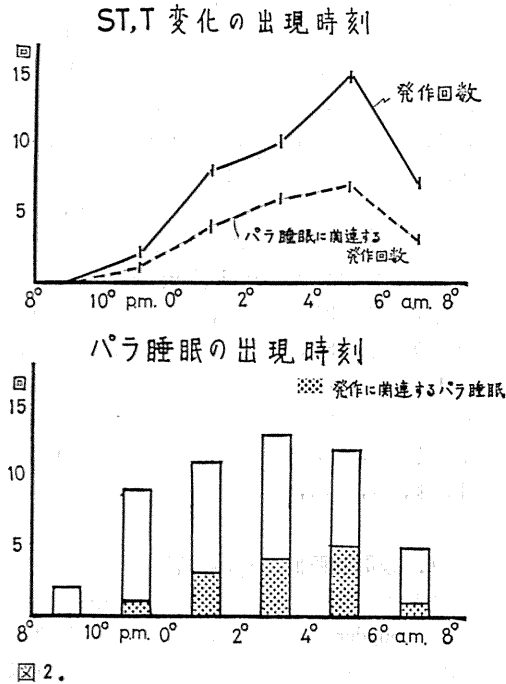 ST,T 変化の出現時刻
回
15
発作回数
10
5
パラ睡眠に関連する
発作回数
8° 10° p.m. 0° 2° 4° 6° a.m. 8°
パラ睡眠の出現時刻
回
発作に関連するパラ睡眠
15
10
5
8° 10° p.m. 0° 2° 4° 6° a.m. 8°
図2.